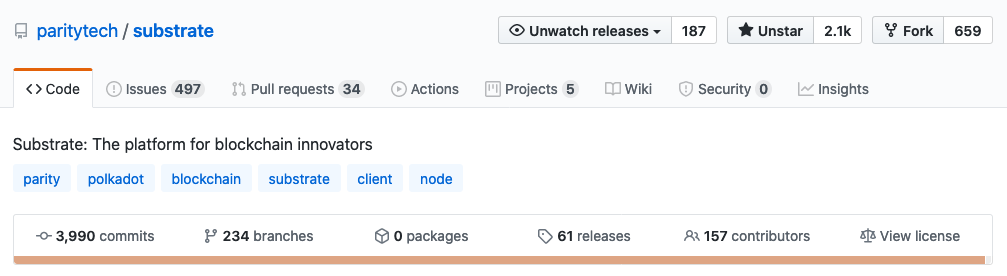 paritytech / substrate Unwatch releases 187 Unstar 2.1k Fork 659
Code Issues 497 Pull requests 34 Actions Projects 5 Wiki Security 0 Insights
Substrate: The platform for blockchain innovators
parity polkadot blockchain substrate client node
3,990 commits 234 branches 0 packages 61 releases 157 contributors View license